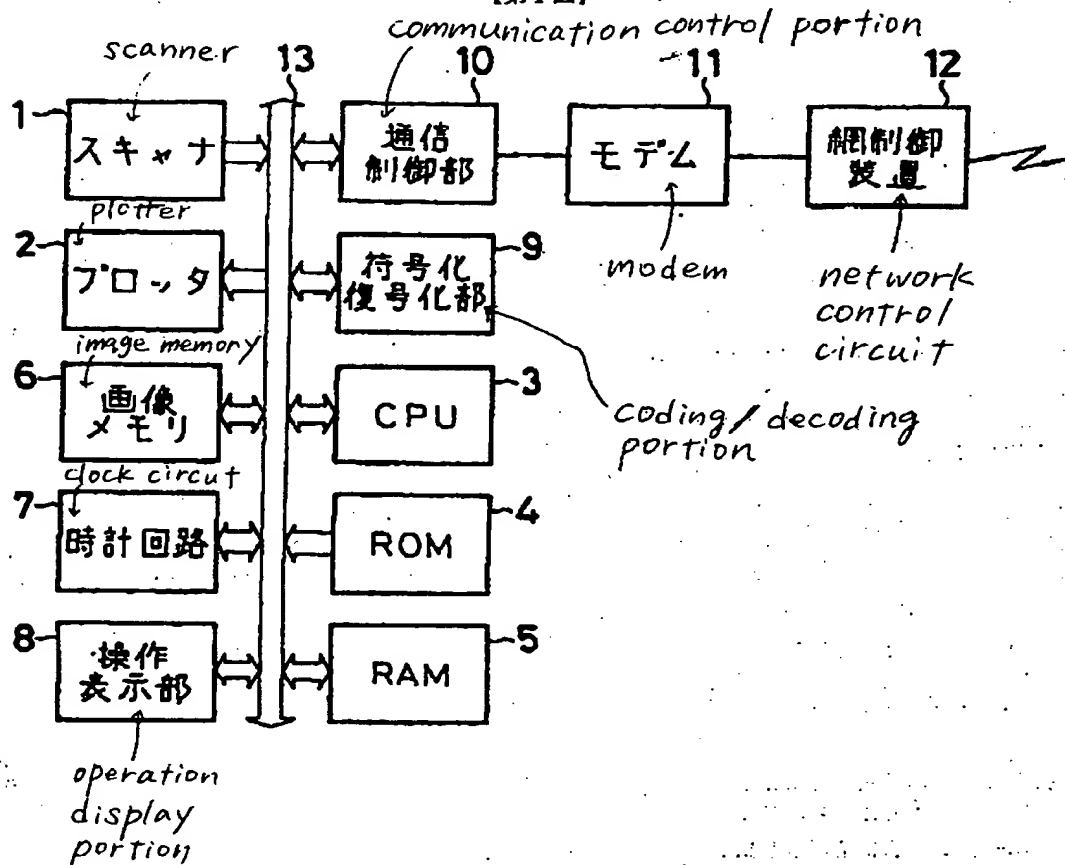 communication control portion
scanner
13
10
11
12
1
スキャナ
通信
制御部
モデム
網制御
装置
plotter
2
プロッタ
9
符号化
復号化部
modem
network
control
circuit
image memory
6
画像
メモリ
3
CPU
coding/decoding
portion
clock circut
7
時計回路
4
ROM
8
操作
表示部
5
RAM
operation
display
portion